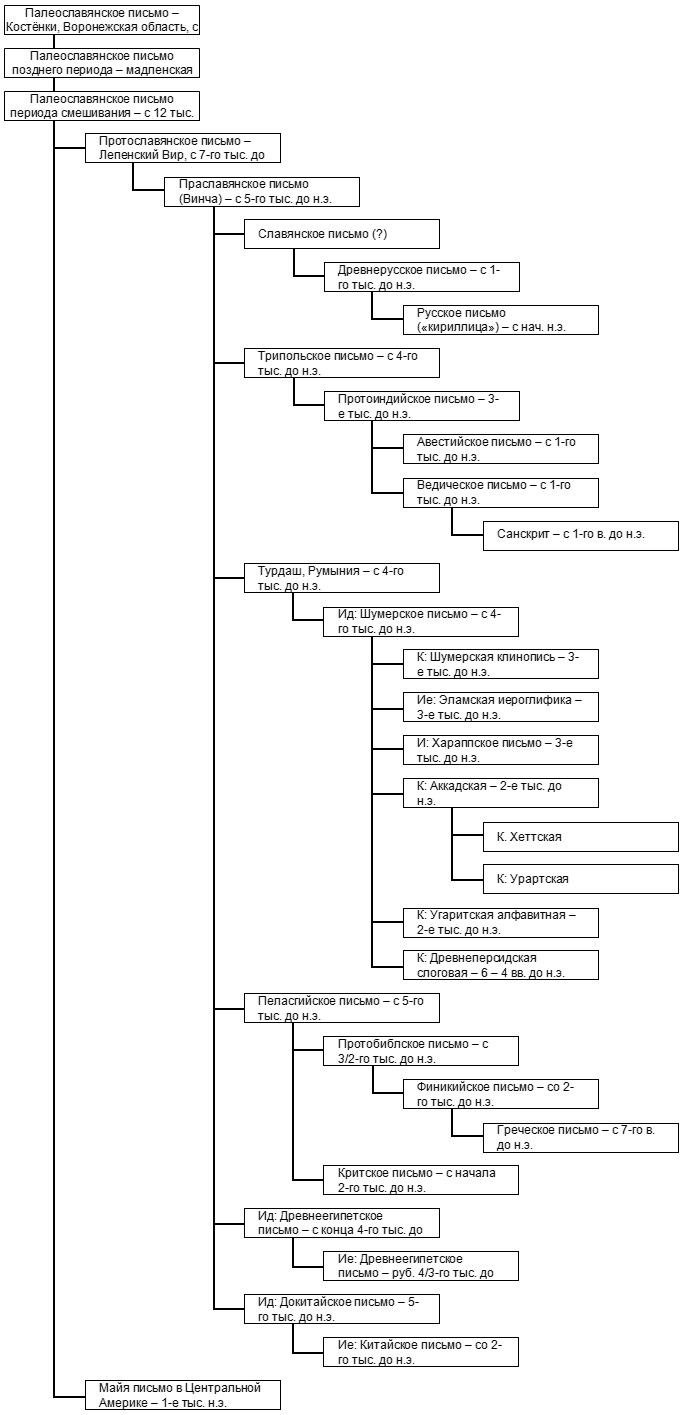 Палеославянское письмо –
Костёнки, Воронежская область, с
Палеославянское письмо
позднего периода – мадленская
Палеославянское письмо
периода смешивания – с 12 тыс.
Протославянское письмо –
Лепенский Вир, с 7-го тыс. до
Праславянское письмо
(Винча) – с 5-го тыс. до н.э.
Славянское письмо (?)
Древнерусское письмо – с 1-
го тыс. до н.э.
Русское письмо
(«кириллица») – с нач. н.э.
Трипольское письмо – с 4-го
тыс. до н.э.
Протоиндийское письмо – 3-
е тыс. до н.э.
Авестийское письмо – с 1-го
тыс. до н.э.
Ведическое письмо – с 1-го
тыс. до н.э.
Санскрит – с 1-го в. до н.э.
Турдаш, Румыния – с 4-го
тыс. до н.э.
Ид: Шумерское письмо – с 4-
го тыс. до н.э.
К: Шумерская клинопись – 3-
е тыс. до н.э.
Ие: Эламская иероглифика –
3-е тыс. до н.э.
И: Хараппское письмо – 3-е
тыс. до н.э.
К: Аккадская – 2-е тыс. до
н.э.
К. Хеттская
К: Урартская
К: Угаритская алфавитная –
2-е тыс. до н.э.
К: Древнеперсидская
слоговая – 6 – 4 вв. до н.э.
Пеласгийское письмо – с 5-го
тыс. до н.э.
Протобиблское письмо – с
3/2-го тыс. до н.э.
Финикийское письмо – со 2-
го тыс. до н.э.
Греческое письмо – с 7-го в.
до н.э.
Критское письмо – с начала
2-го тыс. до н.э.
Ид: Древнеегипетское
письмо – с конца 4-го тыс. до
Ие: Древнеегипетское
письмо – руб. 4/3-го тыс. до
Ид: Докитайское письмо – 5-
го тыс. до н.э.
Ие: Китайское письмо – со 2-
го тыс. до н.э.
Майя письмо в Центральной
Америке – 1-е тыс. н.э.